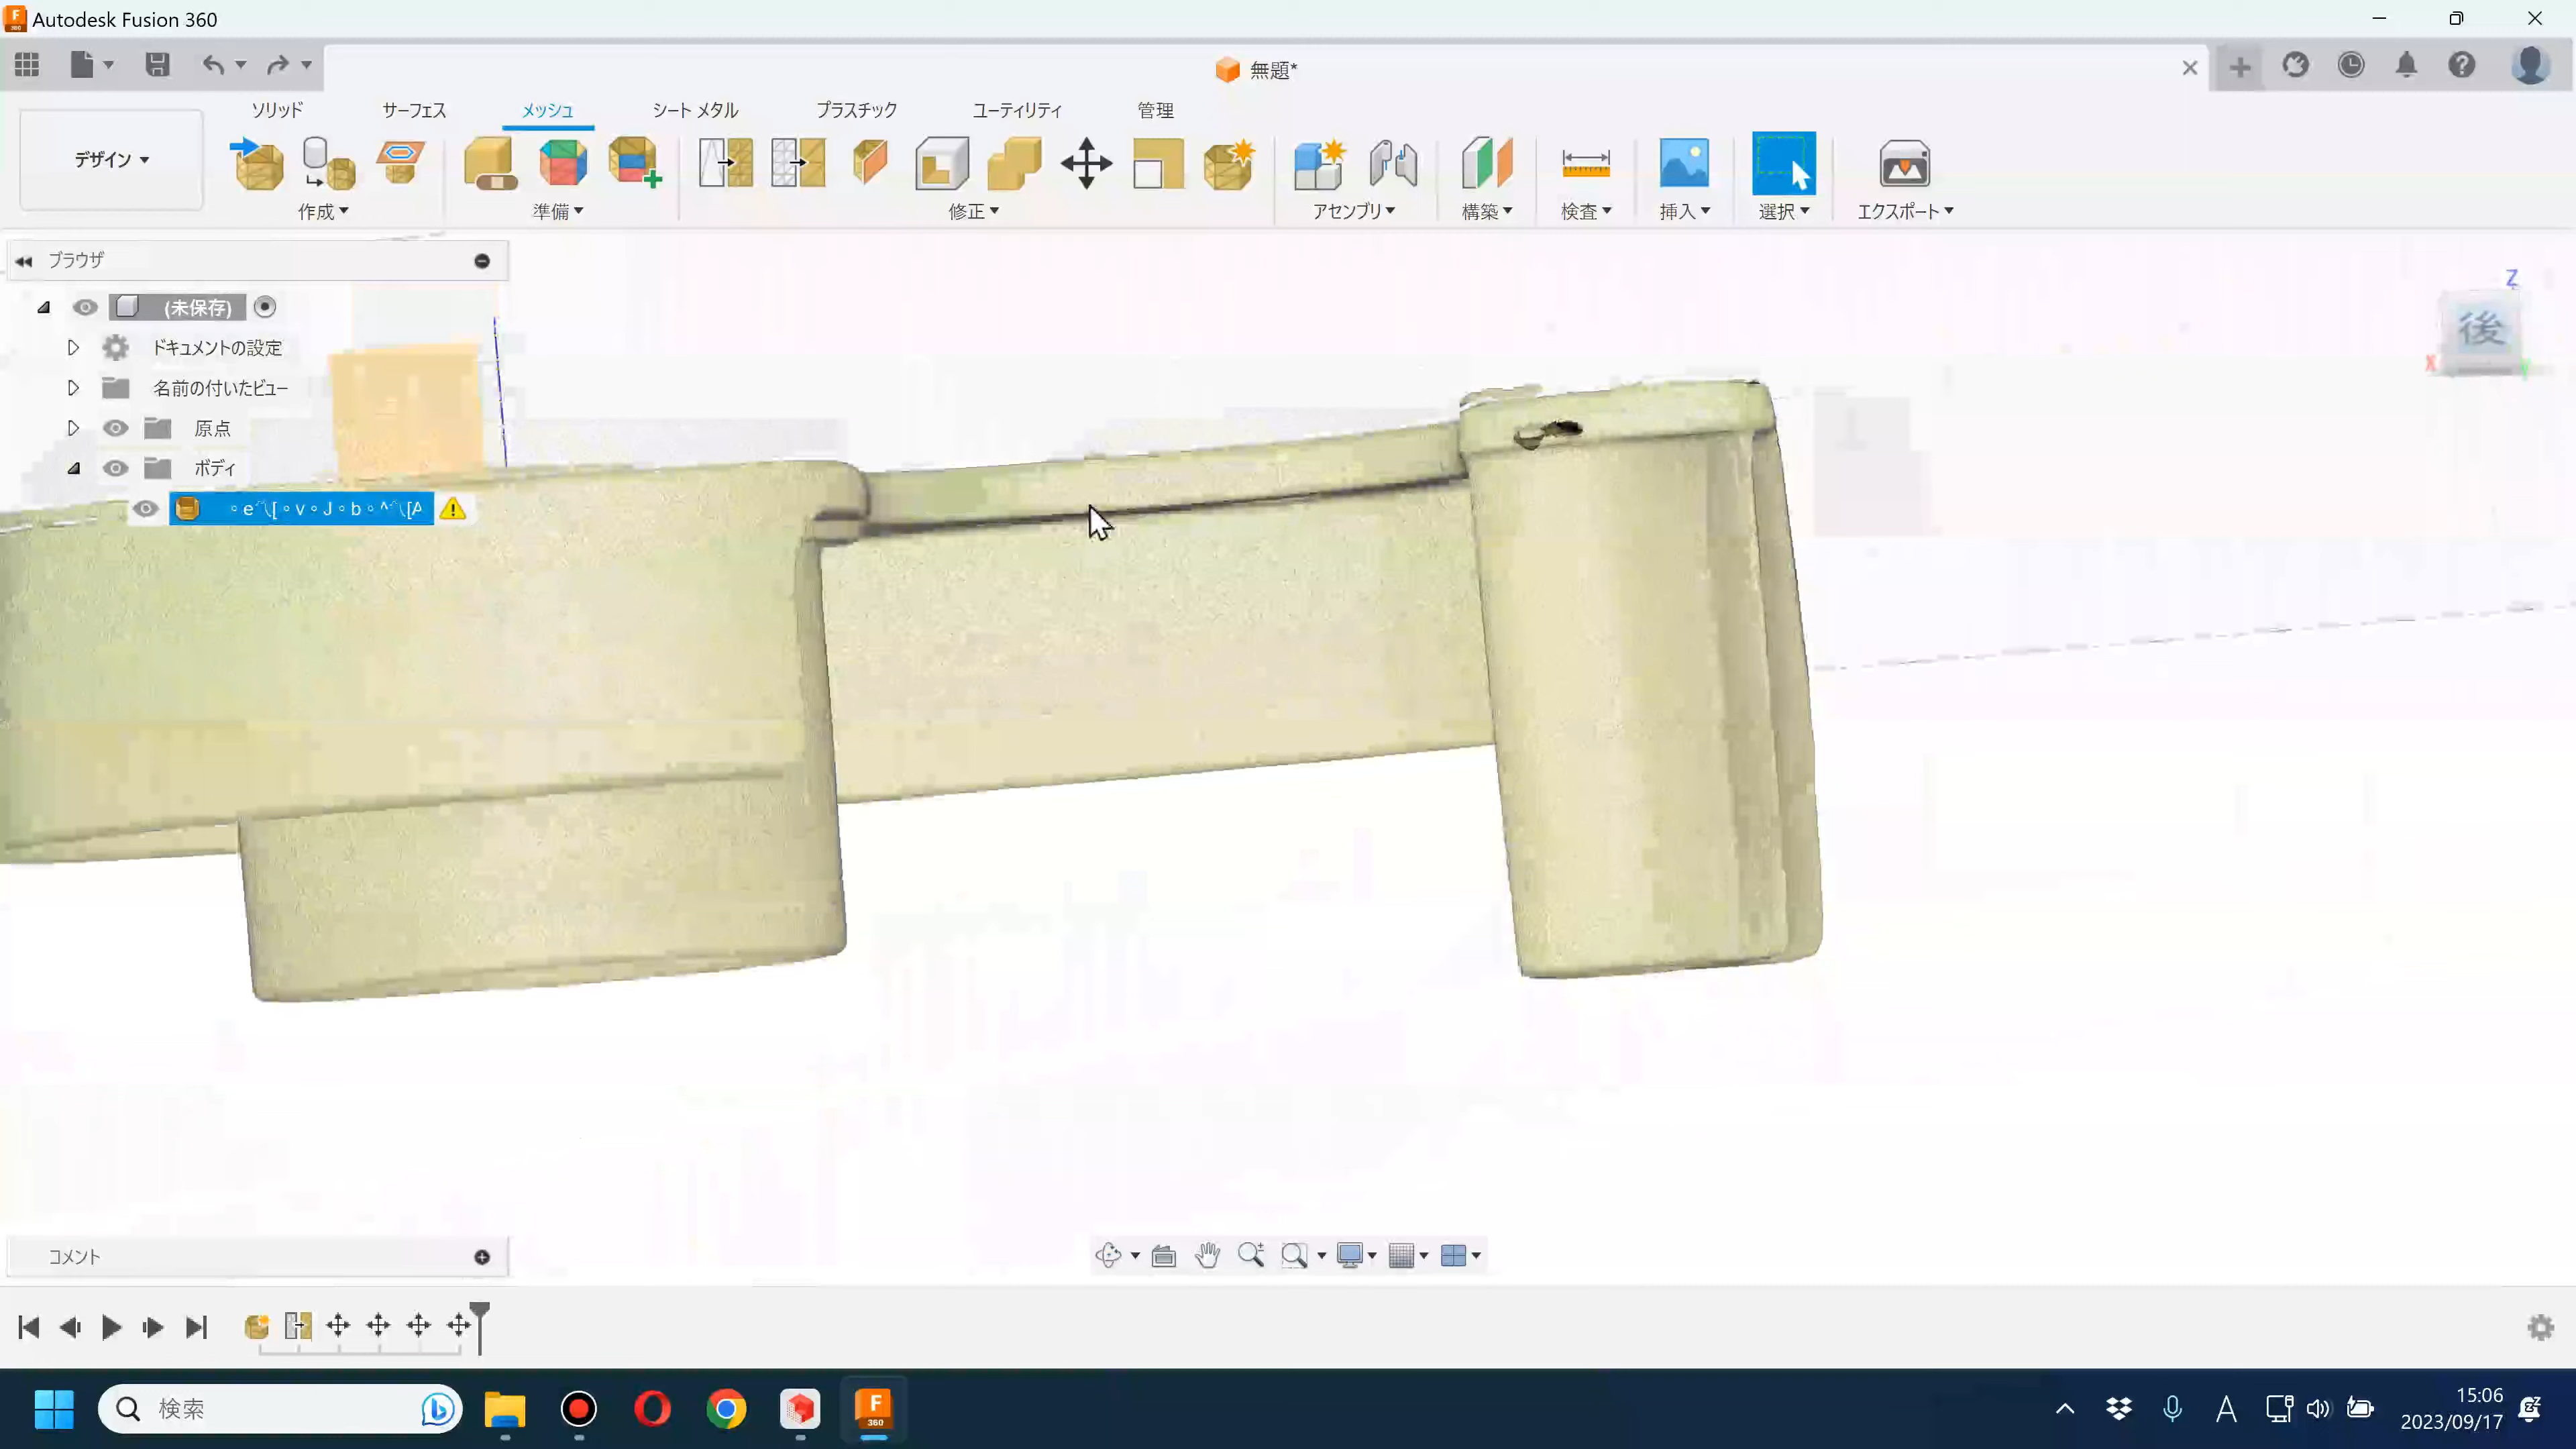 Autodesk Fusion 360
無題*
ソリッド
サーフェス
メッシュ
シート メタル
プラスチック
ユーティリティ
管理
デザイン
作成
準備
修正
アセンブリ
構築
検査
挿入
選択
エクスポート
ブラウザ
(未保存)
ドキュメントの設定
名前の付いたビュー
原点
ボディ
Z
後
X
コメント
検索
F
360
A
15:06
2023/09/17